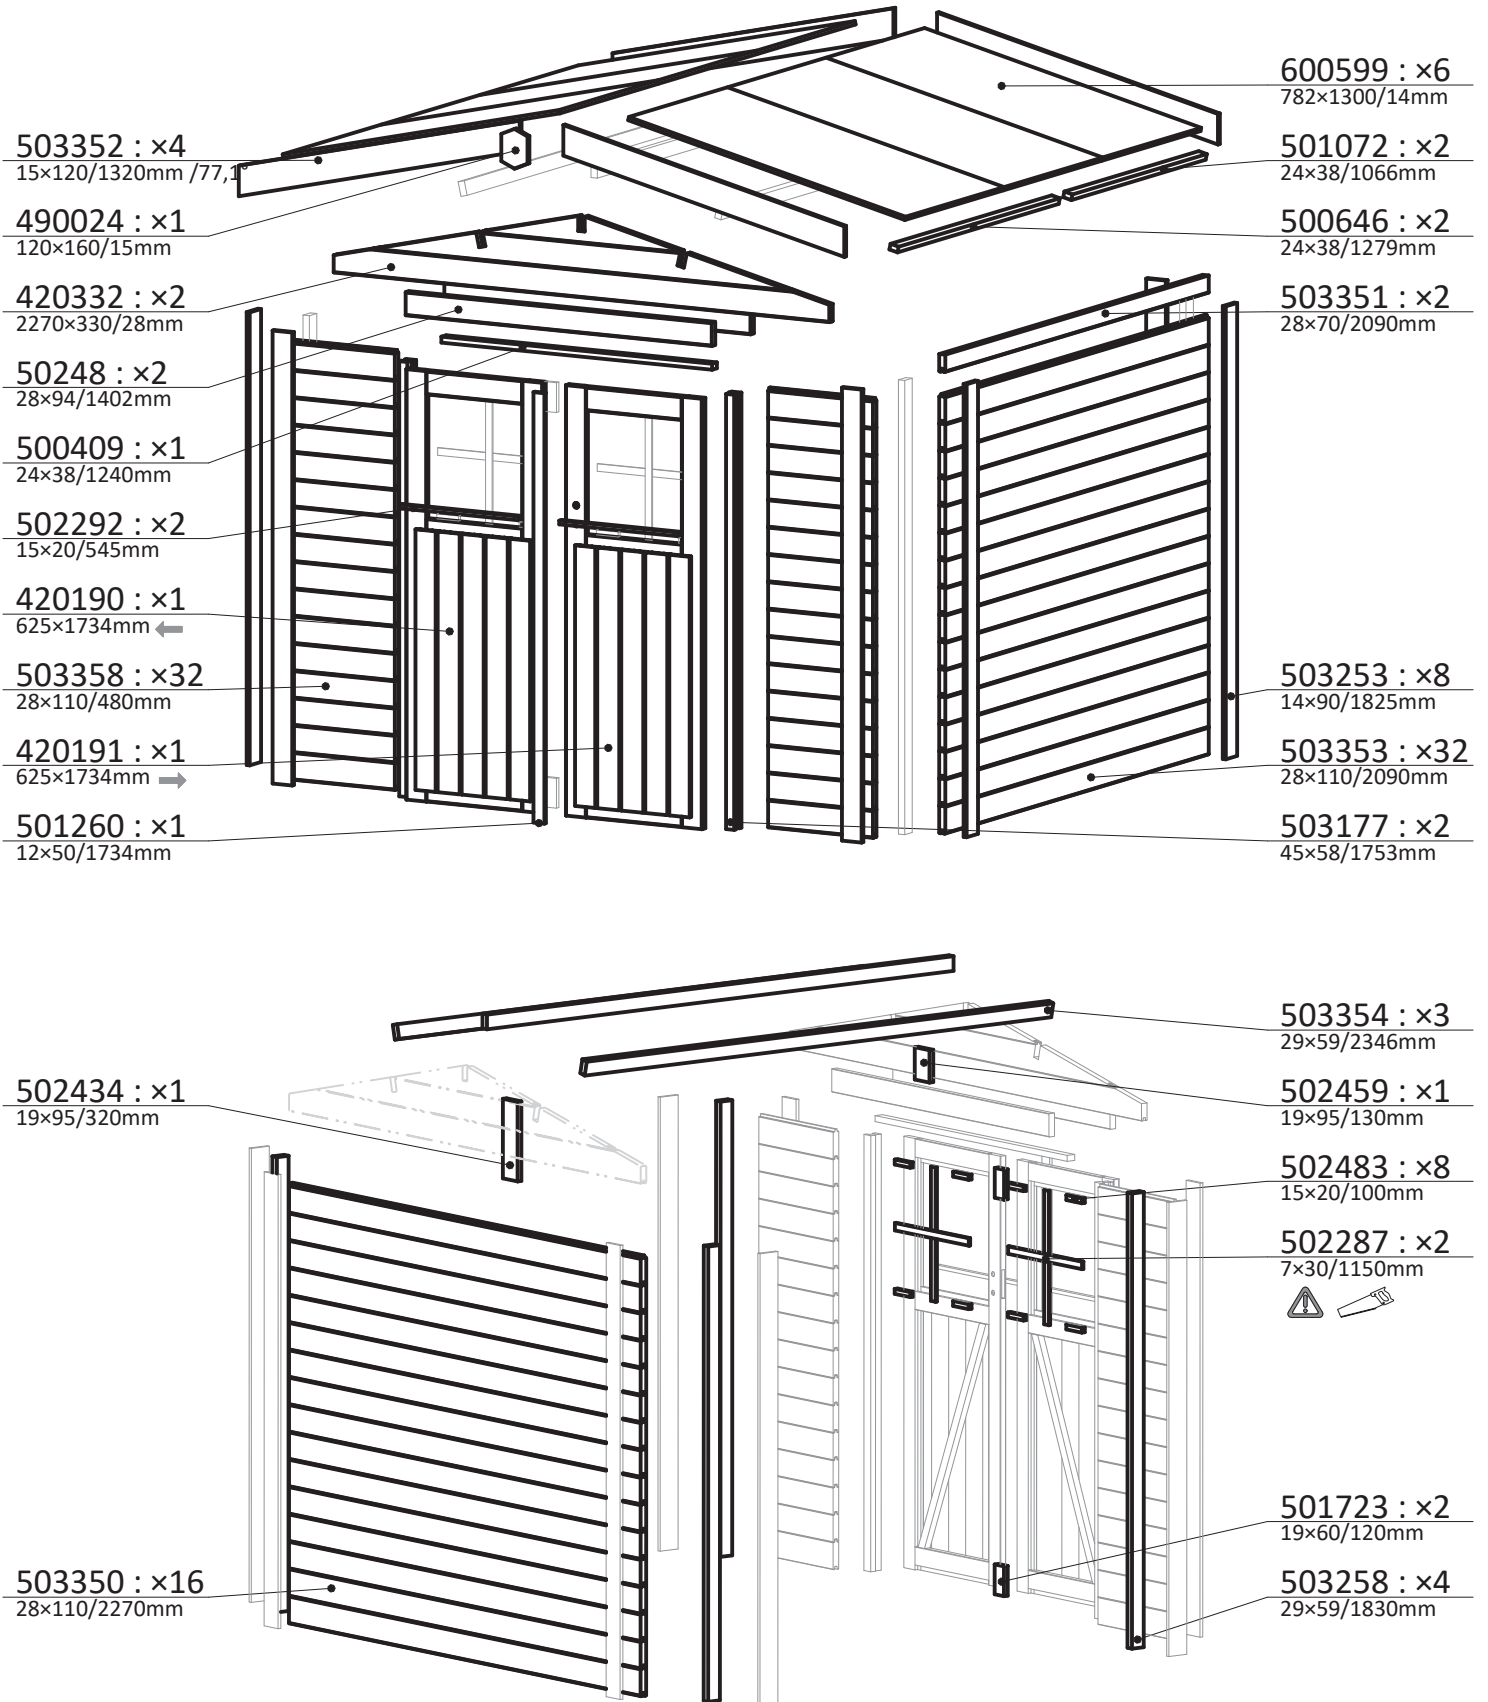 503352 : ×4
15×120/1320mm /77,1°
490024 : ×1
120×160/15mm
420332 : ×2
2270×330/28mm
50248 : ×2
28×94/1402mm
500409 : ×1
24×38/1240mm
502292 : ×2
15×20/545mm
420190 : ×1
625×1734mm
503358 : ×32
28×110/480mm
420191 : ×1
625×1734mm
501260 : ×1
12×50/1734mm
600599 : ×6
782×1300/14mm
501072 : ×2
24×38/1066mm
500646 : ×2
24×38/1279mm
503351 : ×2
28×70/2090mm
503253 : ×8
14×90/1825mm
503353 : ×32
28×110/2090mm
503177 : ×2
45×58/1753mm
502434 : ×1
19×95/320mm
503350 : ×16
28×110/2270mm
503354 : ×3
29×59/2346mm
502459 : ×1
19×95/130mm
502483 : ×8
15×20/100mm
502287 : ×2
7×30/1150mm
501723 : ×2
19×60/120mm
503258 : ×4
29×59/1830mm